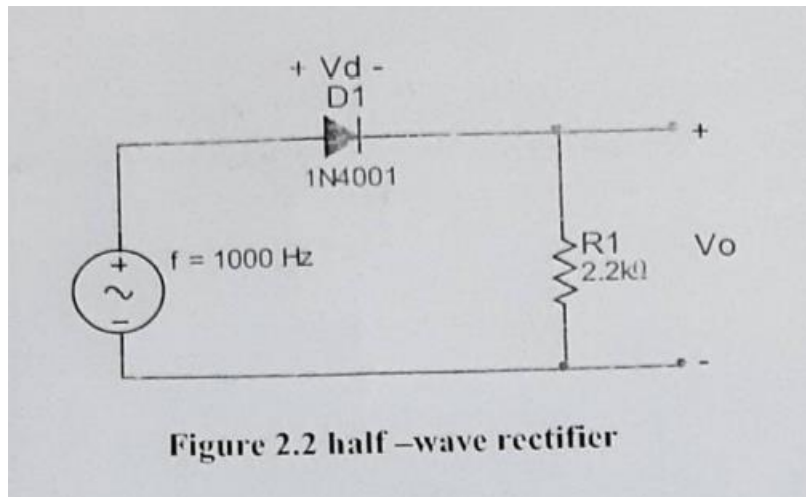 + Vd -
D1
1N4001
+
f = 1000 Hz
+
~
-
R1
2.2kΩ
Vo
-
Figure 2.2 half –wave rectifier